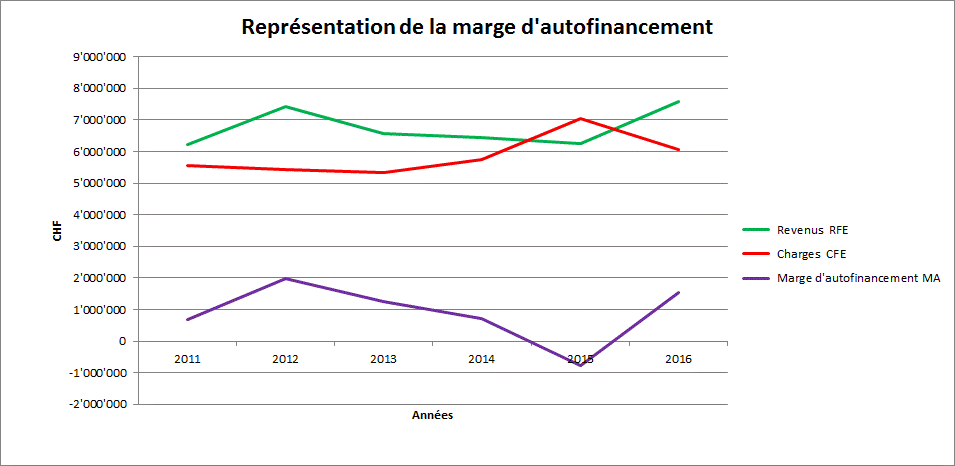 Représentation de la marge d'autofinancement
9'000'000
8'000'000
7'000'000
6'000'000
5'000'000
4'000'000
3'000'000
2'000'000
1'000'000
0
-1'000'000
-2'000'000
CHF
2011 2012 2013 2014 2015 2016
Années
Revenus RFE
Charges CFE
Marge d'autofinancement MA